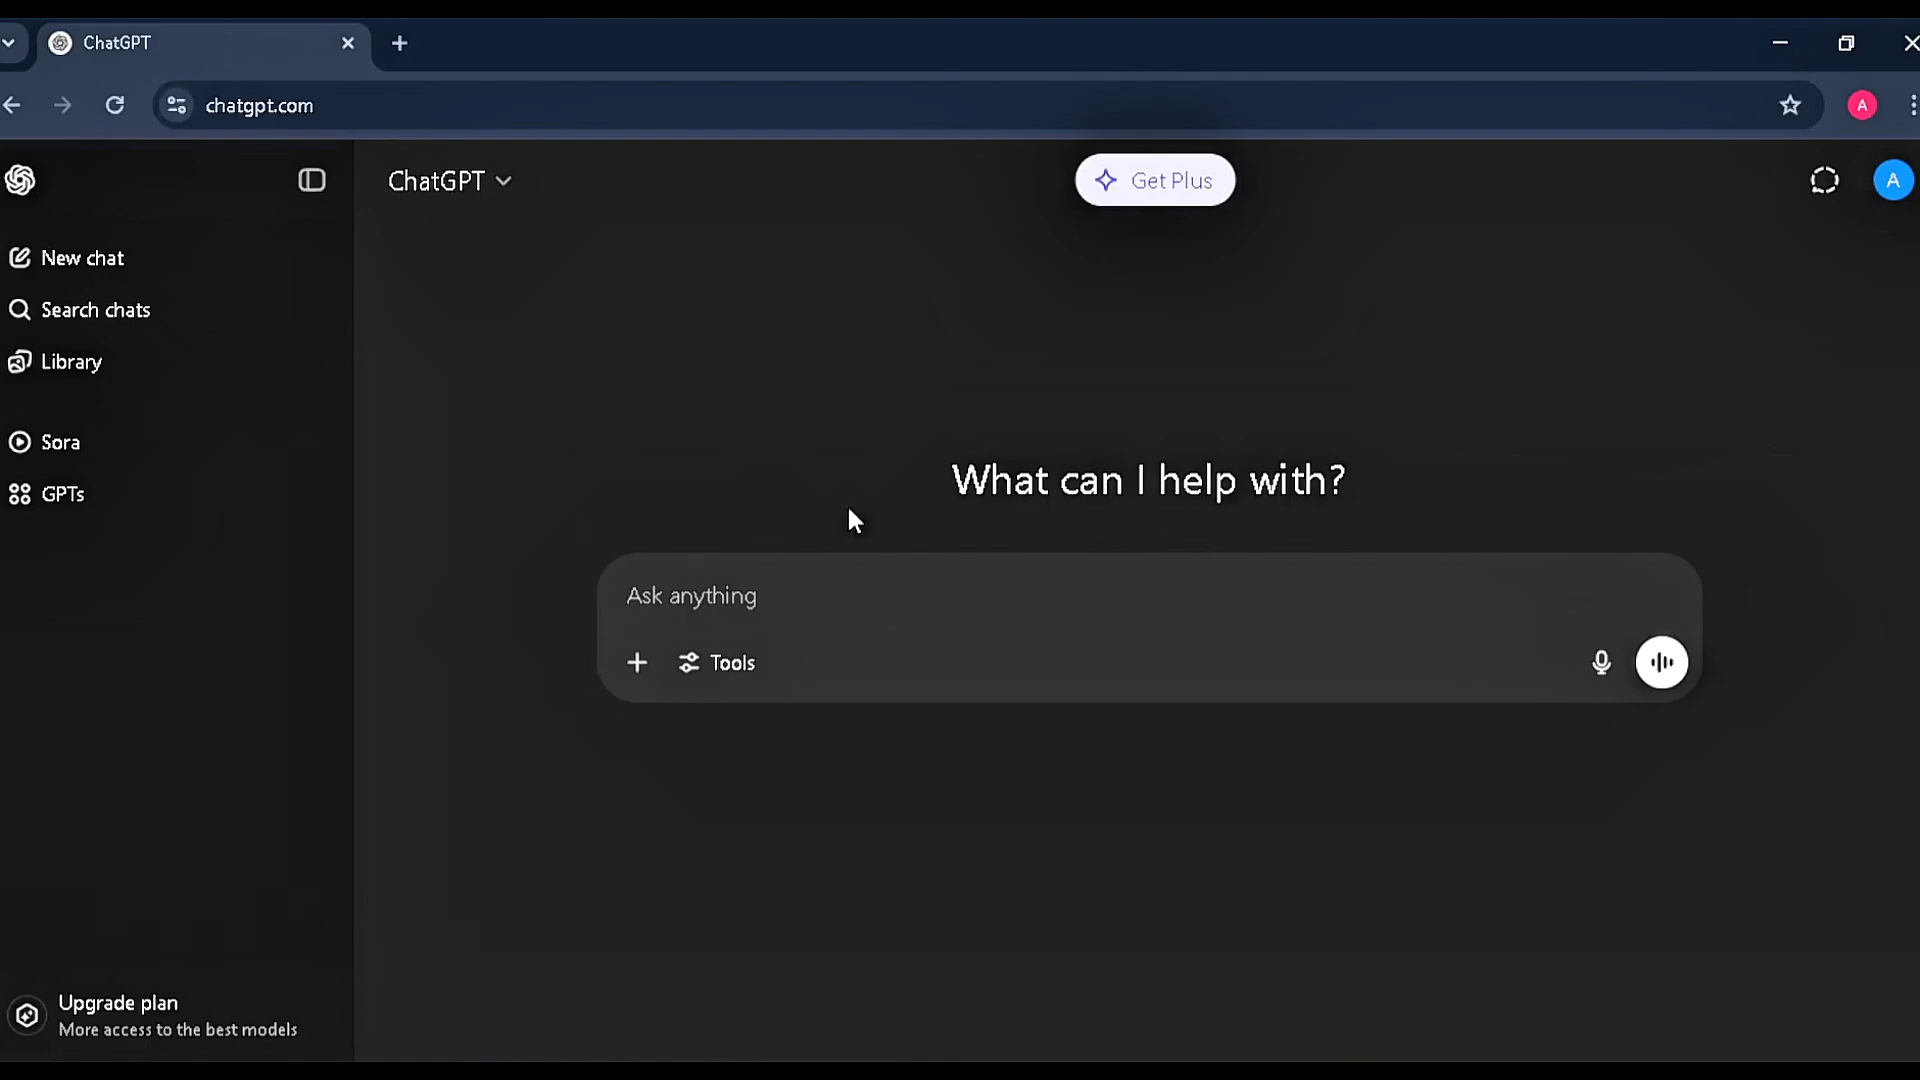 ChatGPT
chatgpt.com
A
ChatGPT
Get Plus
A
New chat
Search chats
Library
Sora
GPTs
What can I help with?
Ask anything
Tools
Upgrade plan
More access to the best models